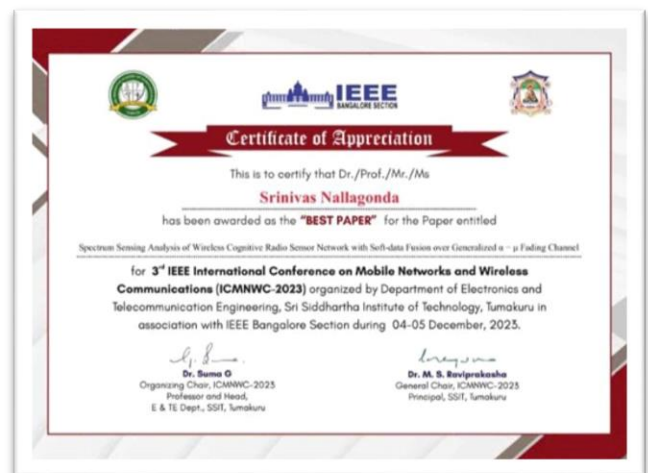 IEEE
BANGALORE SECTION
Certificate of Appreciation
This is to certify that Dr./Prof./Mr./Ms
Srinivas Nallagonda
has been awarded as the "BEST PAPER" for the Paper entitled
Spectrum Sensing Analysis of Wireless Cognitive Radio Sensor Network with Soft-data Fusion over Generalized α − μ Fading Channel
for 3rd IEEE International Conference on Mobile Networks and Wireless
Communications (ICMNWC-2023) organized by Department of Electronics and
Telecommunication Engineering, Sri Siddhartha Institute of Technology, Tumakuru in
association with IEEE Bangalore Section during 04-05 December, 2023.
Dr. Suma G
Organizing Chair, ICMNWC-2023
Professor and Head,
E & TE Dept., SSIT, Tumakuru
Dr. M. S. Raviprakasha
General Chair, ICMNWC-2023
Principal, SSIT, Tumakuru